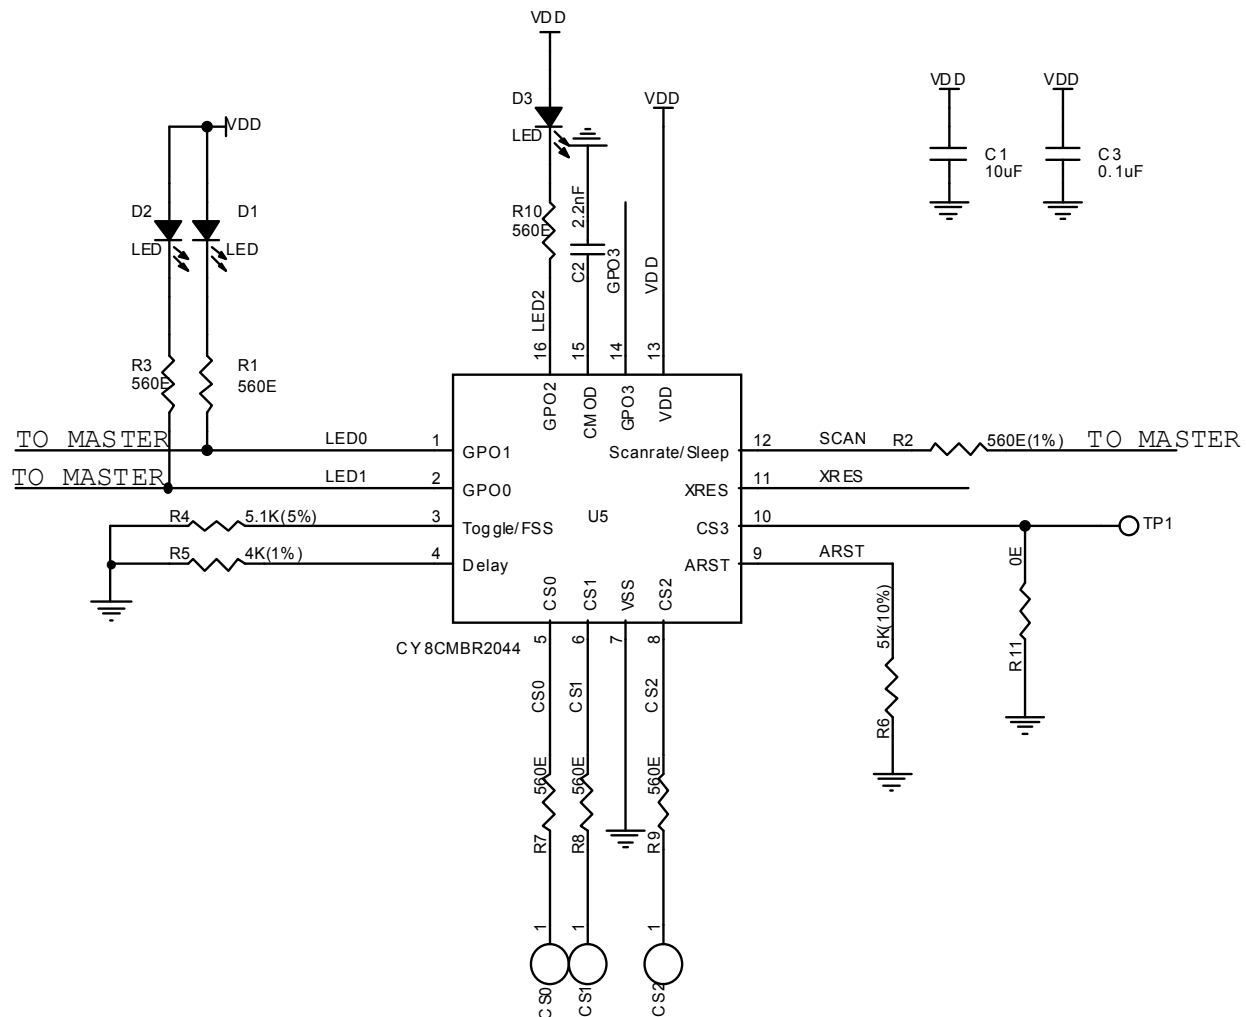 VDD
D3
LED
VDD
VDD
VDD
C1
10uF
C3
0.1uF
VDD
D2
D1
LED
LED
R10
560E
2.2nF
C2
GPO3
VDD
LED2
R3
560E
R1
560E
16
15
14
13
GPO2
CMOD
GPO3
VDD
TO MASTER
LED0
1
GPO1
Scanrate/Sleep
12
SCAN
R2
560E(1%)
TO MASTER
TO MASTER
LED1
2
GPO0
XRES
11
XRES
R4
5.1K(5%)
3
Toggle/FSS
U5
CS3
10
TP1
R5
4K(1%)
4
Delay
ARST
9
ARST
0E
R11
CS0
CS1
VSS
CS2
CY8CMBR2044
5
6
7
8
5K(10%)
R6
CS0
CS1
CS2
560E
560E
560E
R7
R8
R9
1
1
1
CS0
CS1
CS2